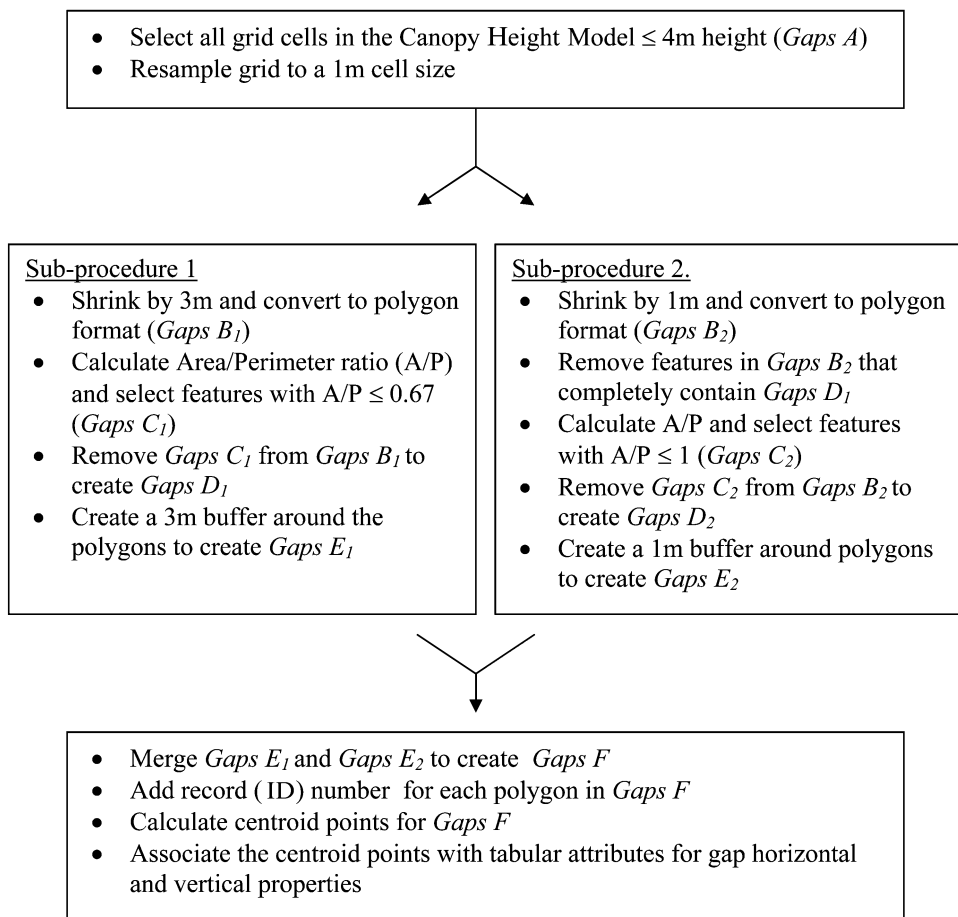 • Select all grid cells in the Canopy Height Model ≤ 4m height (Gaps A)
• Resample grid to a 1m cell size
Sub-procedure 1
• Shrink by 3m and convert to polygon
format (Gaps B₁)
• Calculate Area/Perimeter ratio (A/P)
and select features with A/P ≤ 0.67
(Gaps C₁)
• Remove Gaps C₁ from Gaps B₁ to
create Gaps D₁
• Create a 3m buffer around the
polygons to create Gaps E₁
Sub-procedure 2.
• Shrink by 1m and convert to polygon
format (Gaps B₂)
• Remove features in Gaps B₂ that
completely contain Gaps D₁
• Calculate A/P and select features
with A/P ≤ 1 (Gaps C₂)
• Remove Gaps C₂ from Gaps B₂ to
create Gaps D₂
• Create a 1m buffer around polygons
to create Gaps E₂
• Merge Gaps E₁ and Gaps E₂ to create Gaps F
• Add record (ID) number for each polygon in Gaps F
• Calculate centroid points for Gaps F
• Associate the centroid points with tabular attributes for gap horizontal
and vertical properties